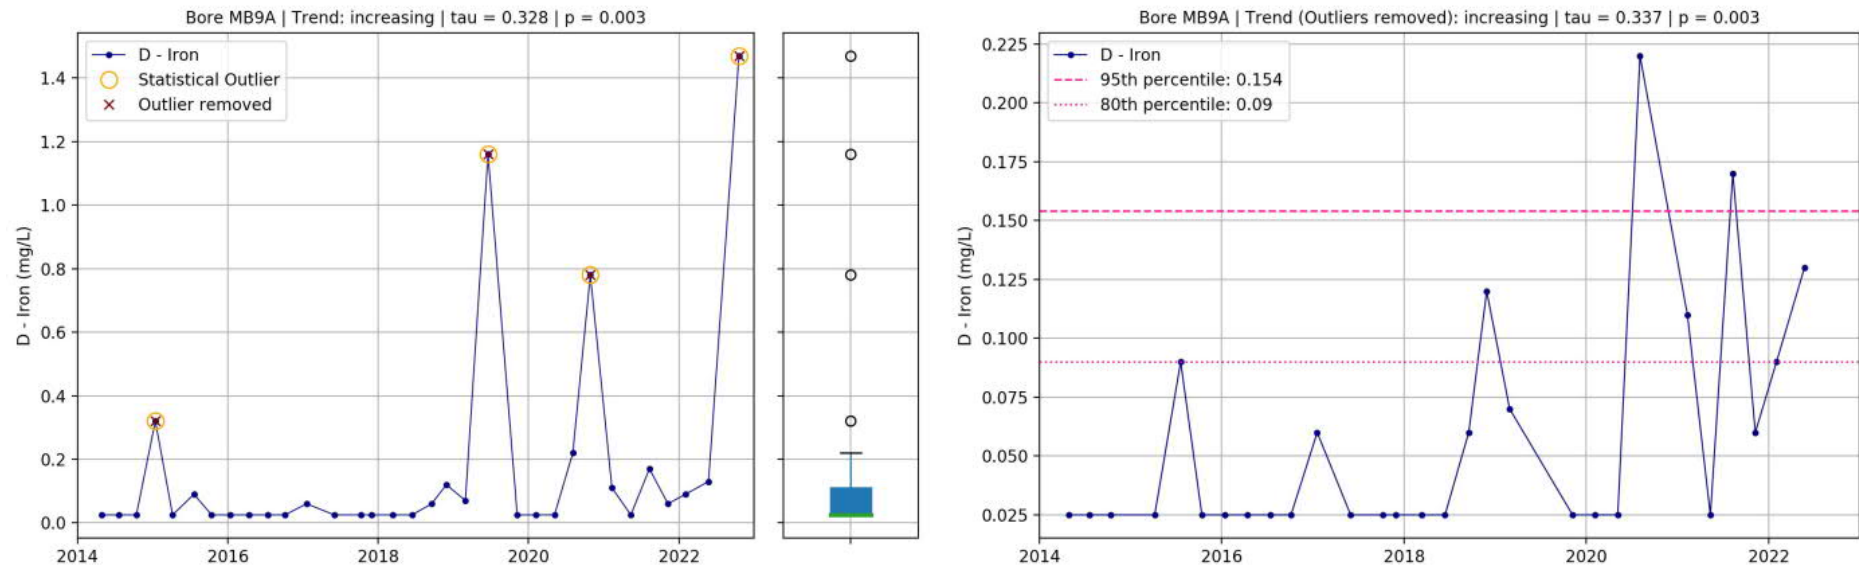 Bore MB9A | Trend: increasing | tau = 0.328 | p = 0.003
D - Iron
Statistical Outlier
Outlier removed
D - Iron (mg/L)
1.4
1.2
1.0
0.8
0.6
0.4
0.2
0.0
2014
2016
2018
2020
2022
Bore MB9A | Trend (Outliers removed): increasing | tau = 0.337 | p = 0.003
D - Iron
95th percentile: 0.154
80th percentile: 0.09
D - Iron (mg/L)
0.225
0.200
0.175
0.150
0.125
0.100
0.075
0.050
0.025
2014
2016
2018
2020
2022